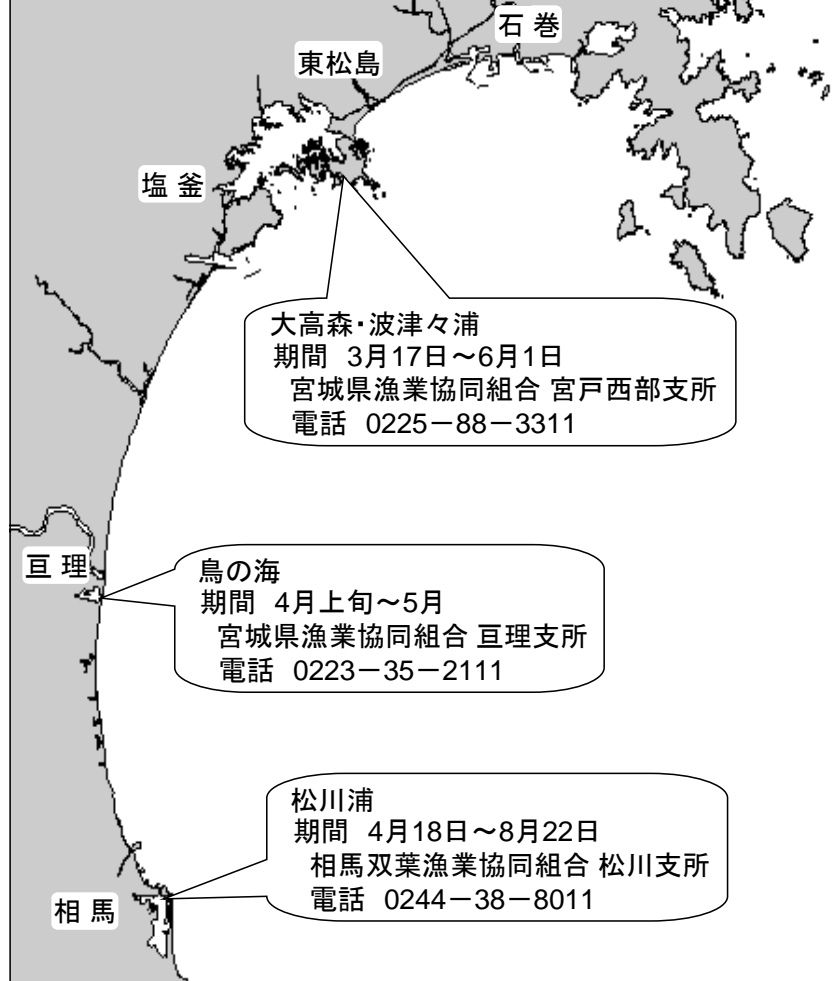 石巻
東松島
塩釜
大高森・波津々浦
期間 3月17日～6月1日
宮城県漁業協同組合 宮戸西部支所
電話 0225－88－3311
亘理
鳥の海
期間 4月上旬～5月
宮城県漁業協同組合 亘理支所
電話 0223－35－2111
松川浦
期間 4月18日～8月22日
相馬双葉漁業協同組合 松川支所
電話 0244－38－8011
相馬